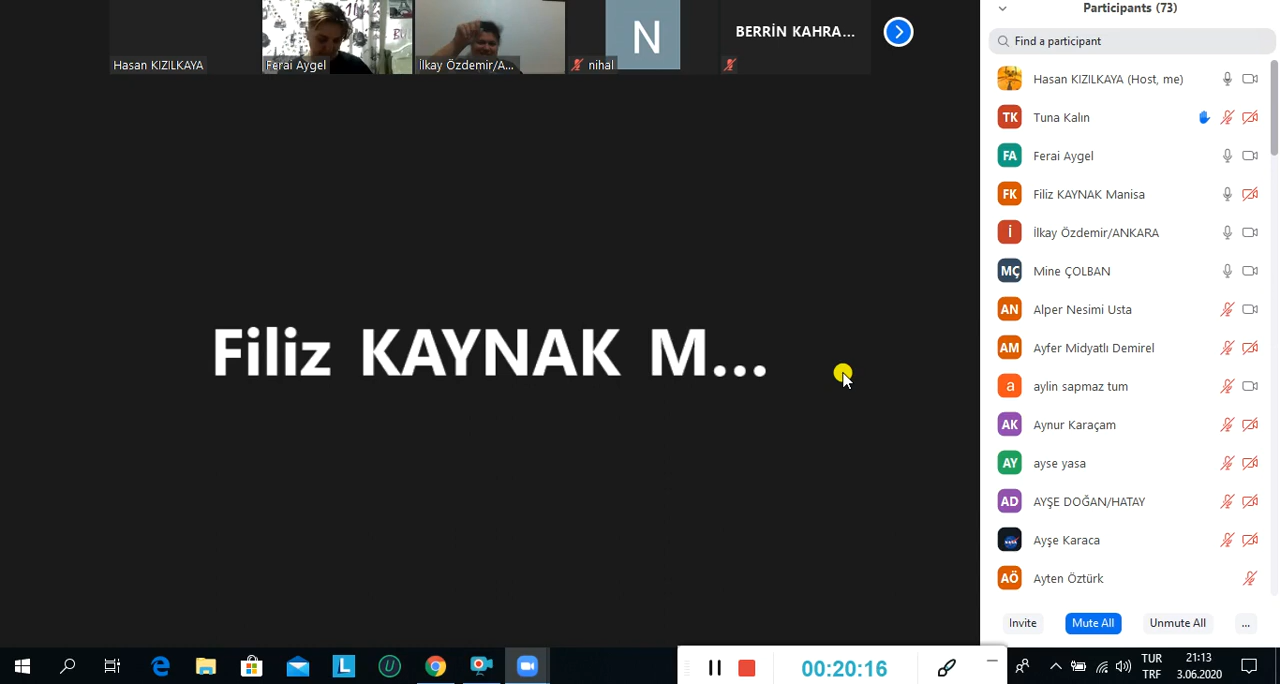 Hasan KIZILKAYA
Ferai Aygel
İlkay Özdemir/A...
N
nihal
BERRİN KAHRA...
Filiz KAYNAK M...
Participants (73)
Find a participant
Hasan KIZILKAYA (Host, me)
TK Tuna Kalın
FA Ferai Aygel
FK Filiz KAYNAK Manisa
İ İlkay Özdemir/ANKARA
MÇ Mine ÇOLBAN
AN Alper Nesimi Usta
AM Ayfer Midyatlı Demirel
a aylin sapmaz tum
AK Aynur Karaçam
AY ayse yasa
AD AYŞE DOĞAN/HATAY
Ayşe Karaca
AÖ Ayten Öztürk
Invite Mute All Unmute All ...
00:20:16
TUR
TRF
21:13
3.06.2020